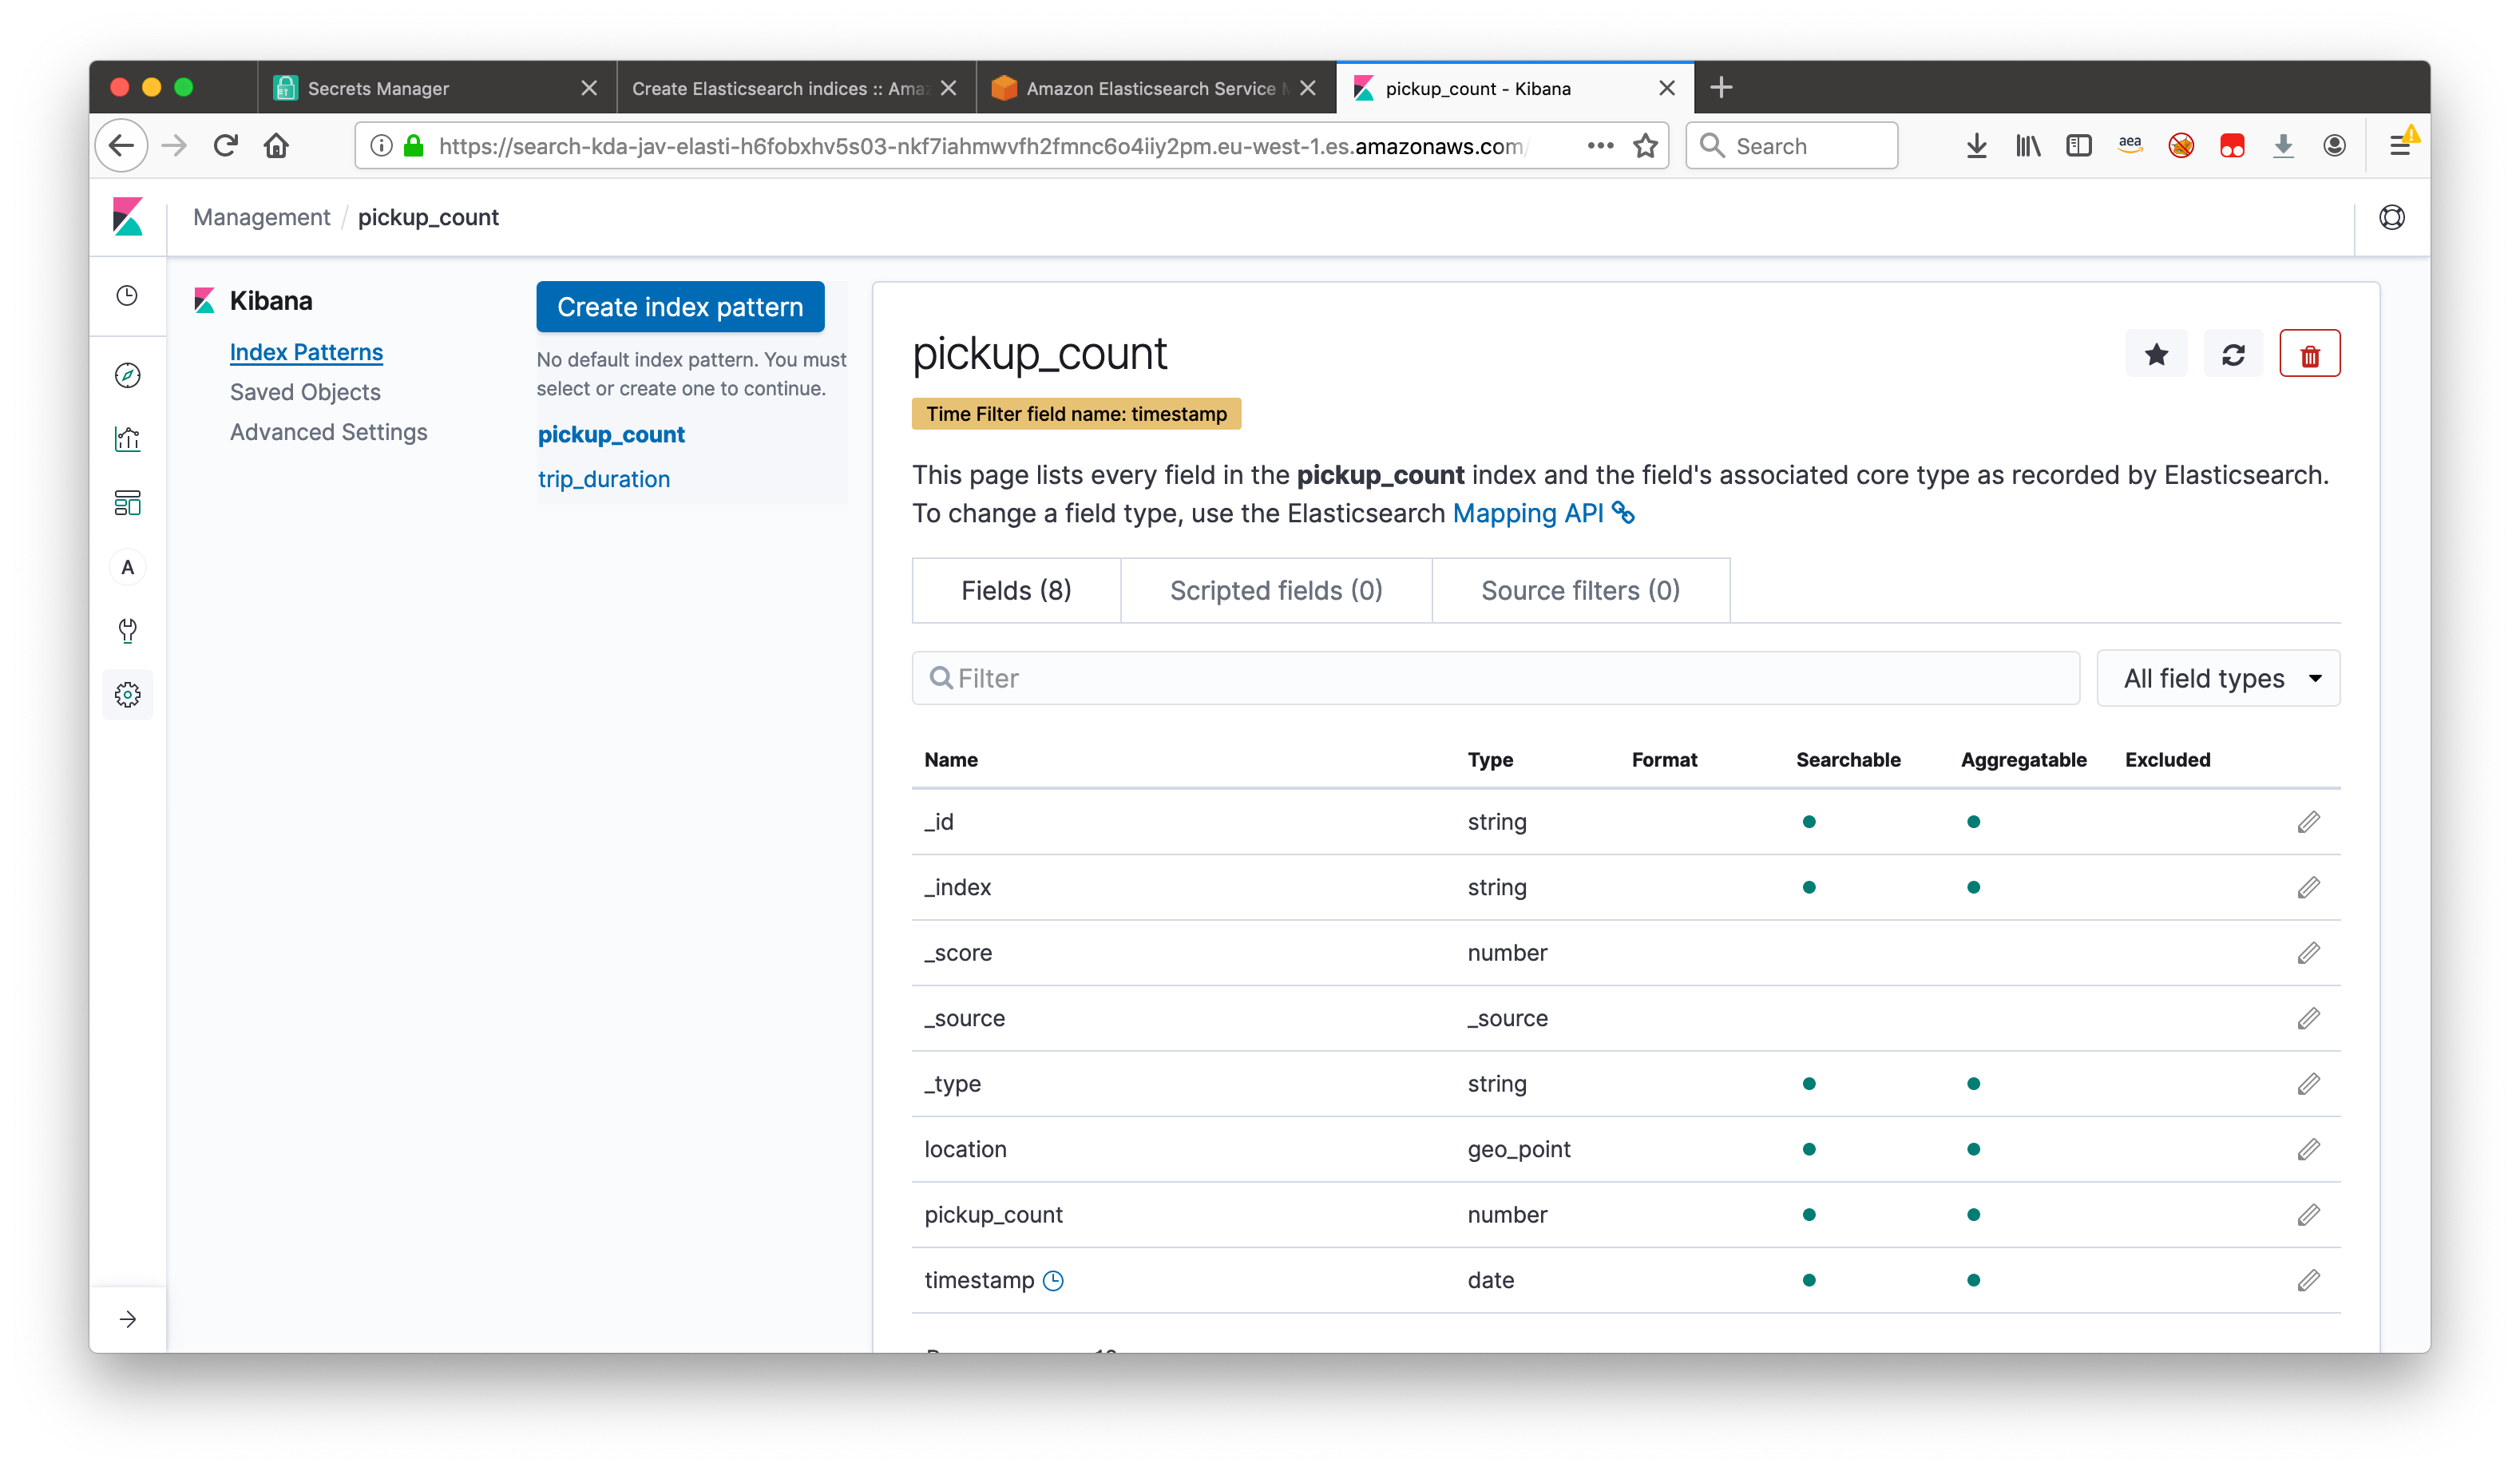 Secrets Manager
Create Elasticsearch indices :: Ama
Amazon Elasticsearch Service M
pickup_count - Kibana
https://search-kda-jav-elasti-h6fobxhv5s03-nkf7iahmwvfh2fmnc6o4iiy2pm.eu-west-1.es.amazonaws.com/
Search
aea
Management / pickup_count
Kibana
Index Patterns
Saved Objects
Advanced Settings
Create index pattern
No default index pattern. You must
select or create one to continue.
pickup_count
trip_duration
A
pickup_count
Time Filter field name: timestamp
This page lists every field in the pickup_count index and the field's associated core type as recorded by Elasticsearch.
To change a field type, use the Elasticsearch Mapping API
Fields (8) Scripted fields (0) Source filters (0)
Filter
All field types
Name Type Format Searchable Aggregatable Excluded
_id string
_index string
_score number
_source _source
_type string
location geo_point
pickup_count number
timestamp date